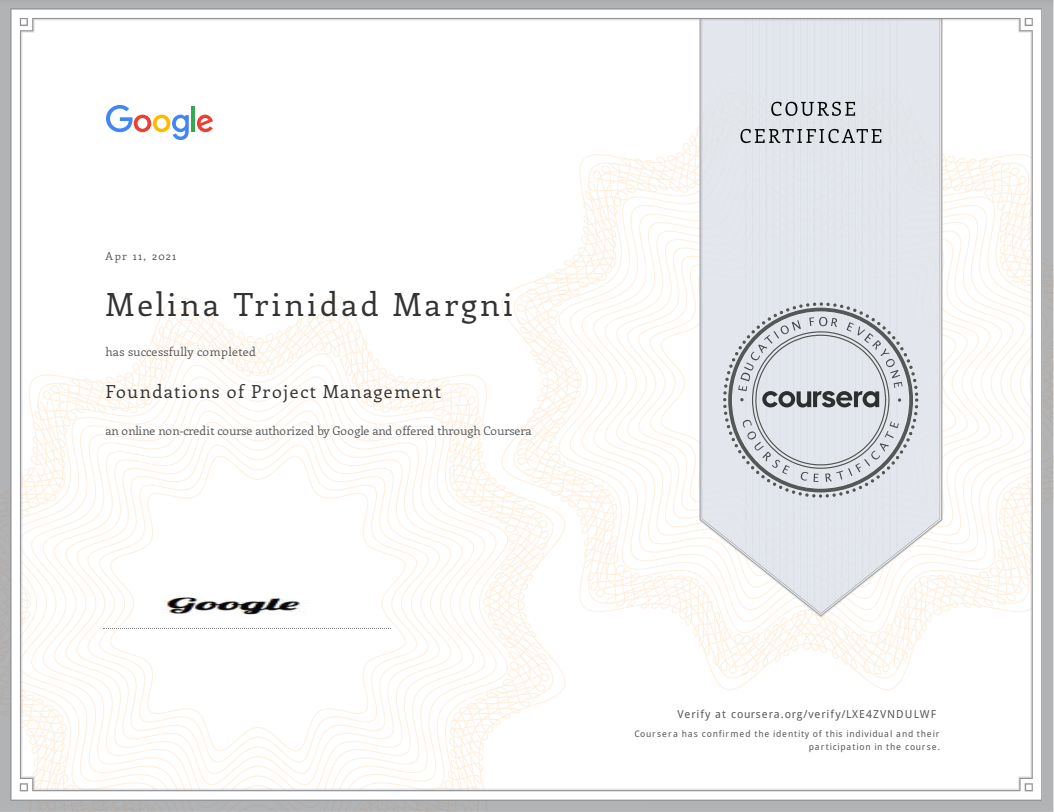 Google
COURSE
CERTIFICATE
Apr 11, 2021
Melina Trinidad Margni
has successfully completed
Foundations of Project Management
an online non-credit course authorized by Google and offered through Coursera
EDUCATION FOR EVERYONE
coursera
COURSE CERTIFICATE
Google
Verify at coursera.org/verify/LXE4ZVNDULWF
Coursera has confirmed the identity of this individual and their
participation in the course.